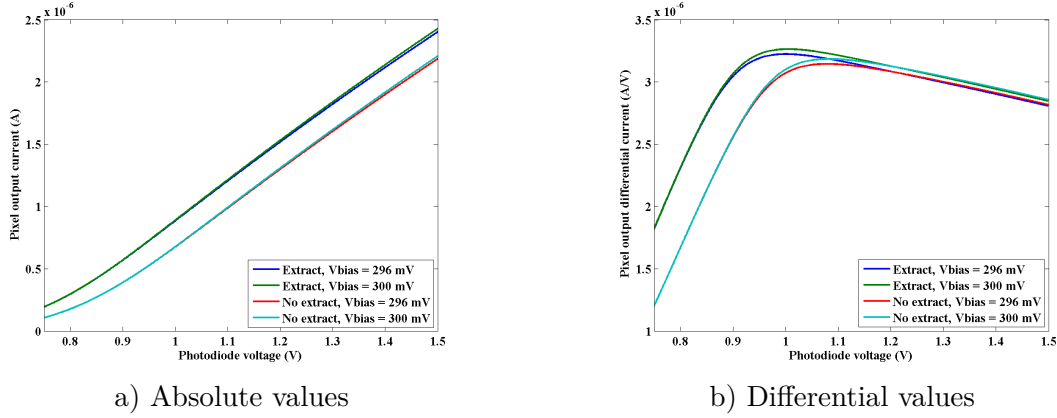 x 10⁻⁶
2.5
2
1.5
1
0.5
0
0.8
0.9
1
1.1
1.2
1.3
1.4
1.5
Pixel output current (A)
Photodiode voltage (V)
Extract, Vbias = 296 mV
Extract, Vbias = 300 mV
No extract, Vbias = 296 mV
No extract, Vbias = 300 mV
a) Absolute values
x 10⁻⁶
3.5
3
2.5
2
1.5
1
0.8
0.9
1
1.1
1.2
1.3
1.4
1.5
Pixel output differential current (A/V)
Photodiode voltage (V)
Extract, Vbias = 296 mV
Extract, Vbias = 300 mV
No extract, Vbias = 296 mV
No extract, Vbias = 300 mV
b) Differential values